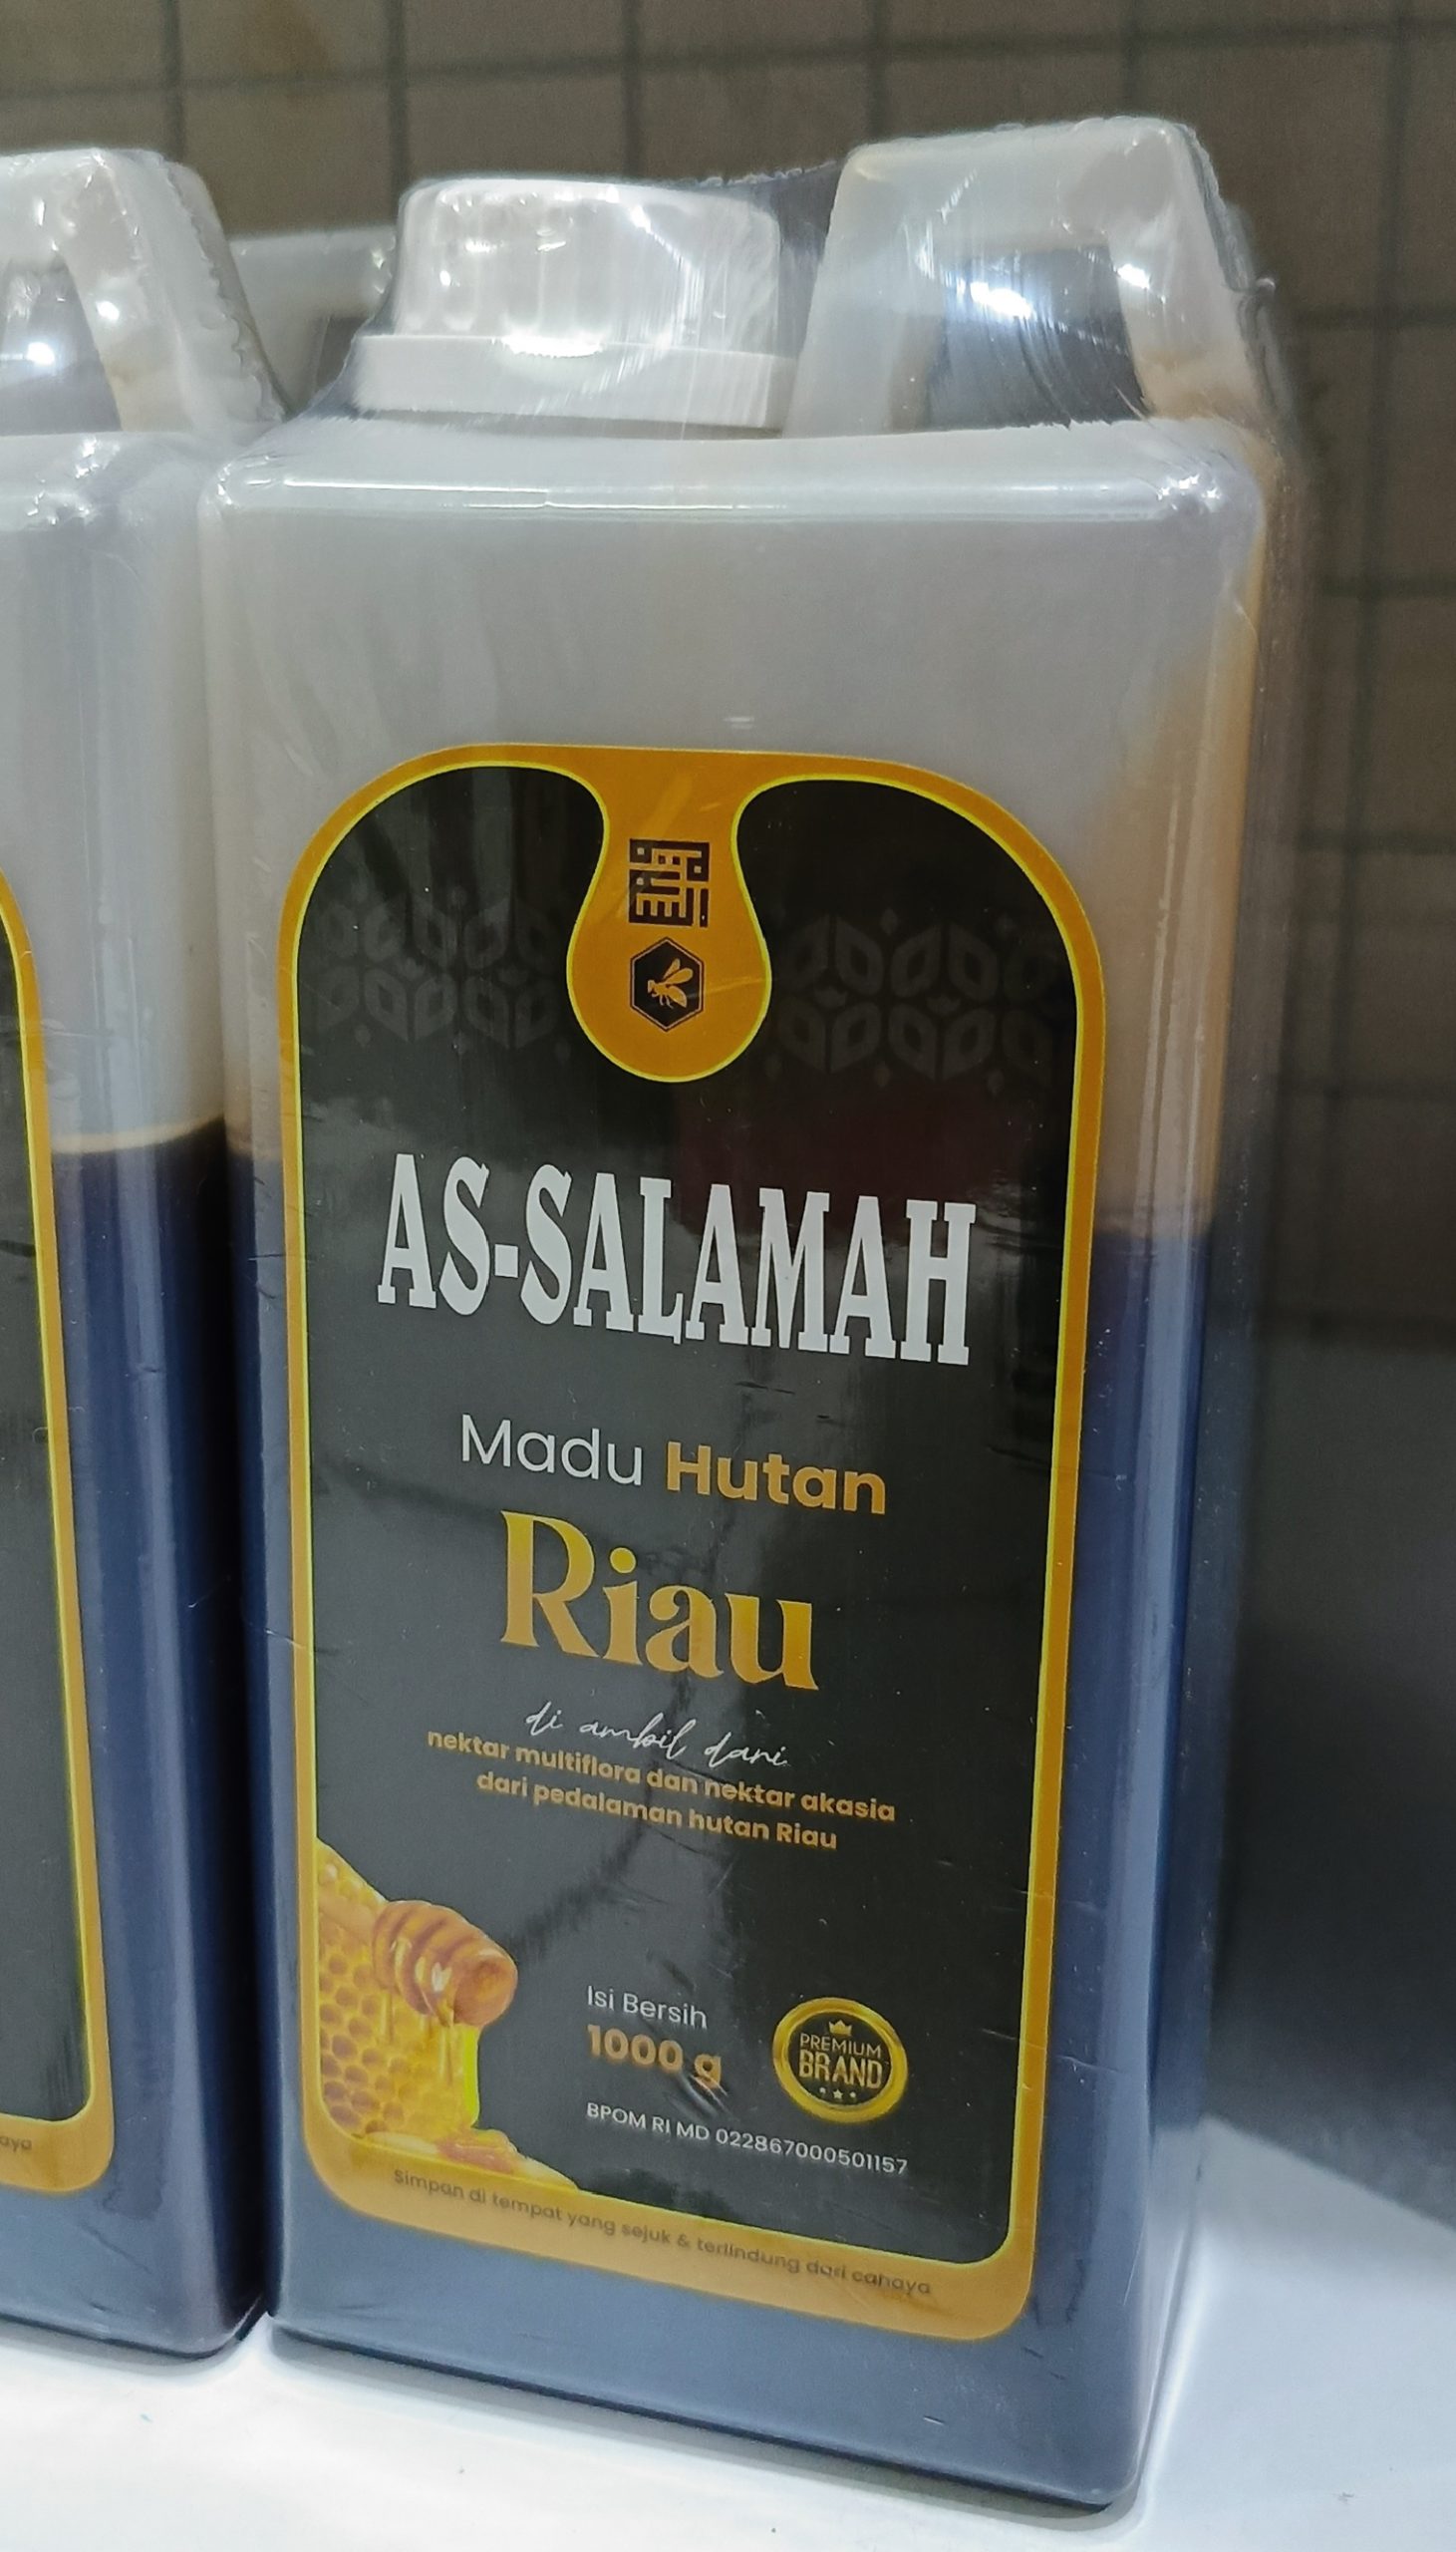 AS-SALAMAH
Madu Hutan
Riau
di ambil dari
nektar multiflora dan nektar akasia
dari pedalaman hutan Riau
Isi Bersih
1000 g
PREMIUM
BRAND
BPOM RI MD 022867000501157
Simpan di tempat yang sejuk & terlindung dari cahaya
aya